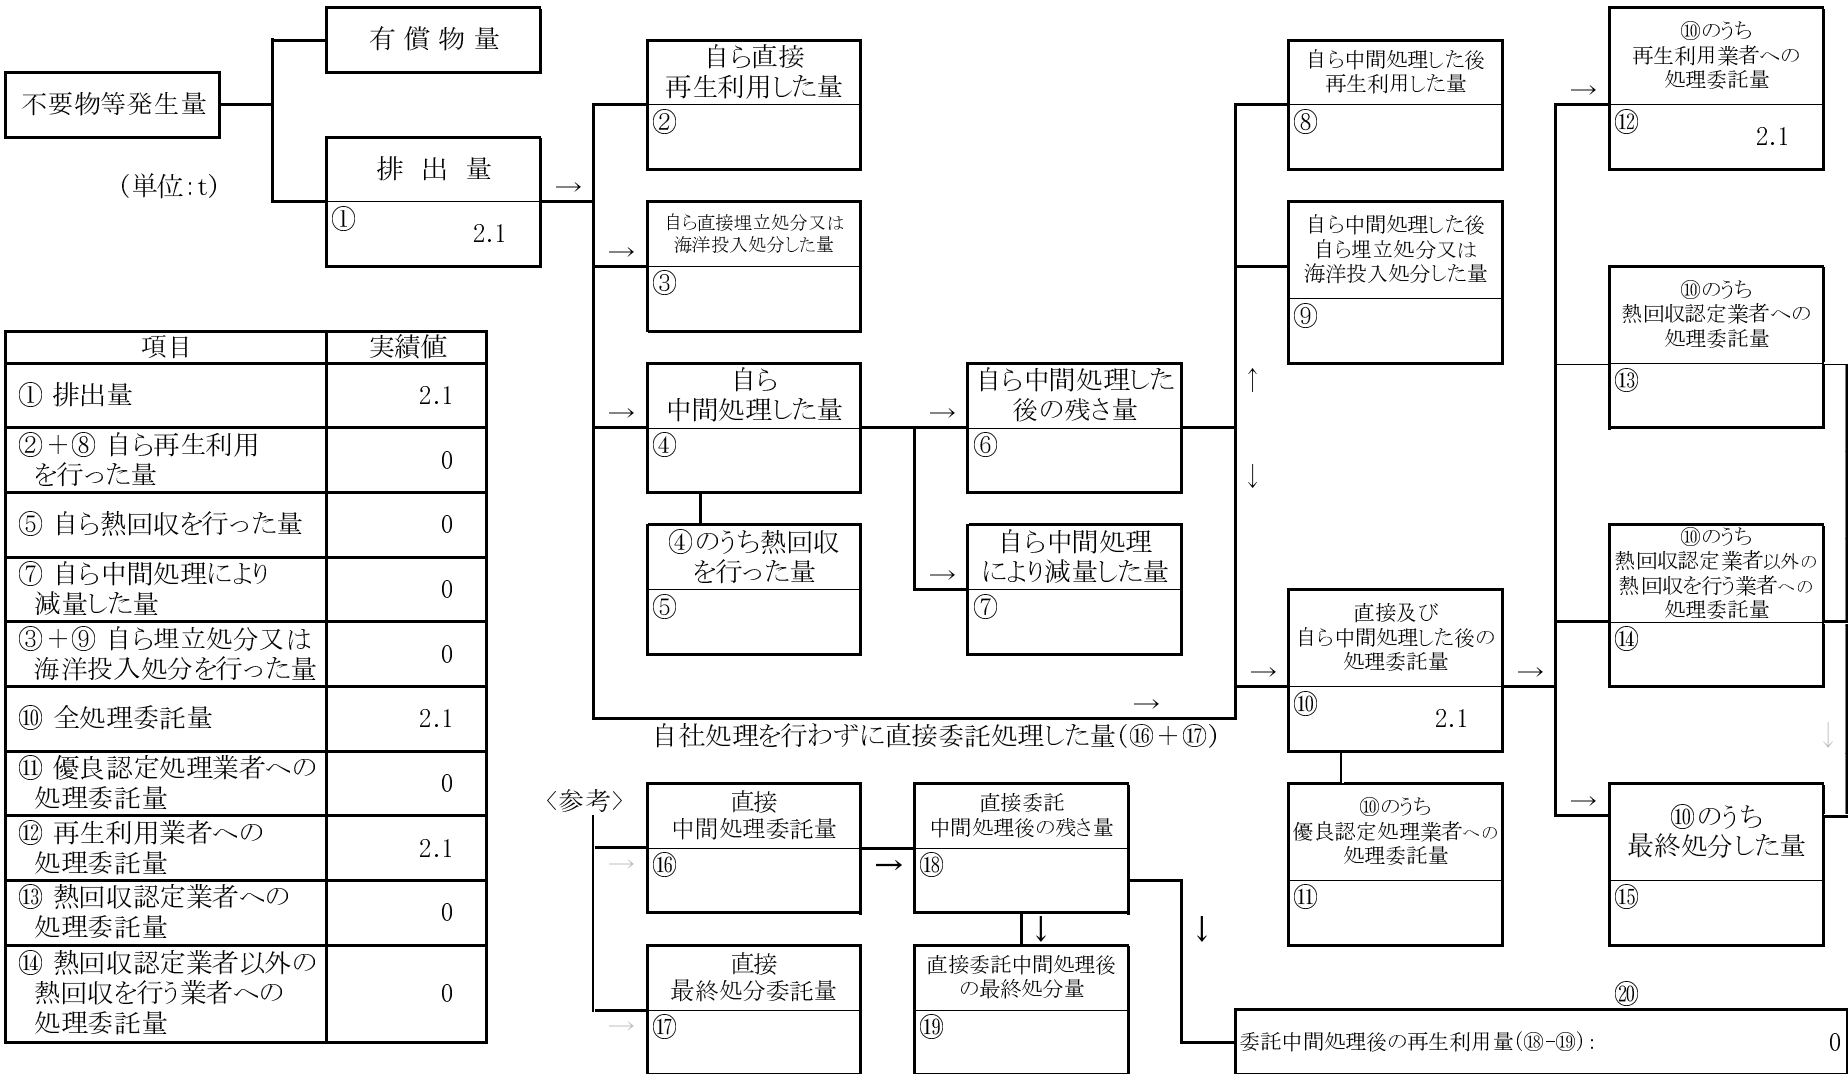 有 償 物 量
不要物等発生量
(単位:t)
排 出 量
①
2.1
→
自ら直接
再生利用した量
②
→
自ら直接埋立処分又は
海洋投入処分した量
③
→
自ら
中間処理した量
④
④のうち熱回収
を行った量
⑤
→
自ら中間処理した
後の残さ量
⑥
→
自ら中間処理
により減量した量
⑦
→
自社処理を行わずに直接委託処理した量(⑯+⑰)
↑
↓
自ら中間処理した後
再生利用した量
⑧
自ら中間処理した後
自ら埋立処分又は
海洋投入処分した量
⑨
→
直接及び
自ら中間処理した後の
処理委託量
⑩
2.1
⑩のうち
優良認定処理業者への
処理委託量
⑪
→
→
⑩のうち
再生利用業者への
処理委託量
⑫
2.1
⑩のうち
熱回収認定業者への
処理委託量
⑬
⑩のうち
熱回収認定業者以外の
熱回収を行う業者への
処理委託量
⑭
↓
→
⑩のうち
最終処分した量
⑮
項目 実績値
① 排出量 2.1
②+⑧ 自ら再生利用
を行った量 0
⑤ 自ら熱回収を行った量 0
⑦ 自ら中間処理により
減量した量 0
③+⑨ 自ら埋立処分又は
海洋投入処分を行った量 0
⑩ 全処理委託量 2.1
⑪ 優良認定処理業者への
処理委託量 0
⑫ 再生利用業者への
処理委託量 2.1
⑬ 熱回収認定業者への
処理委託量 0
⑭ 熱回収認定業者以外の
熱回収を行う業者への
処理委託量 0
〈参考〉
→
直接
中間処理委託量
⑯
→
直接
最終処分委託量
⑰
→
直接委託
中間処理後の残さ量
⑱
↓
直接委託中間処理後
の最終処分量
⑲
↓
⑳
委託中間処理後の再生利用量(⑱-⑲) : 0